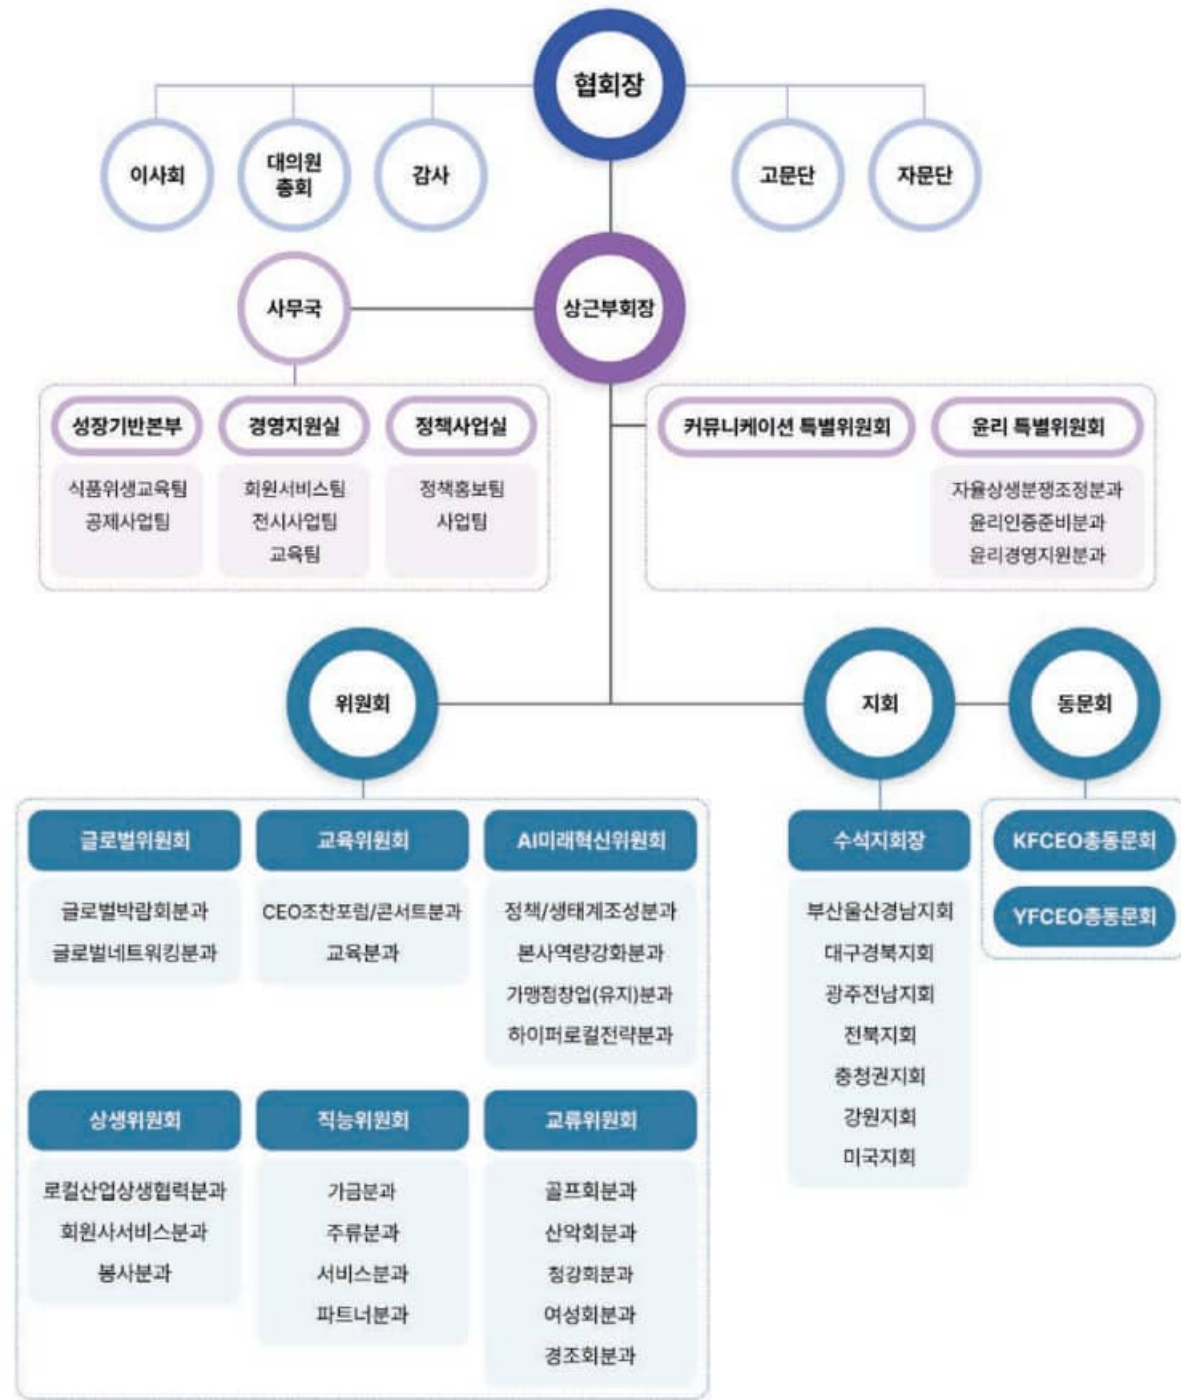 협회장
이사회
대의원
총회
감사
고문단
자문단
사무국
상근부회장
성장기반본부
식품위생교육팀
공제사업팀
경영지원실
회원서비스팀
전시사업팀
교육팀
정책사업실
정책홍보팀
사업팀
커뮤니케이션 특별위원회
윤리 특별위원회
자율상생분쟁조정분과
윤리인증준비분과
윤리경영지원분과
위원회
지회
동문회
글로벌위원회
글로벌박람회분과
글로벌네트워킹분과
교육위원회
CEO조찬포럼/콘서트분과
교육분과
AI미래혁신위원회
정책/생태계조성분과
본사역량강화분과
가맹점창업(유지)분과
하이퍼로컬전략분과
상생위원회
로컬산업상생협력분과
회원사서비스분과
봉사분과
직능위원회
가금분과
주류분과
서비스분과
파트너분과
교류위원회
골프회분과
산악회분과
청강회분과
여성회분과
경조회분과
수석지회장
부산울산경남지회
대구경북지회
광주전남지회
전북지회
충청권지회
강원지회
미국지회
KFCEO총동문회
YFCEO총동문회